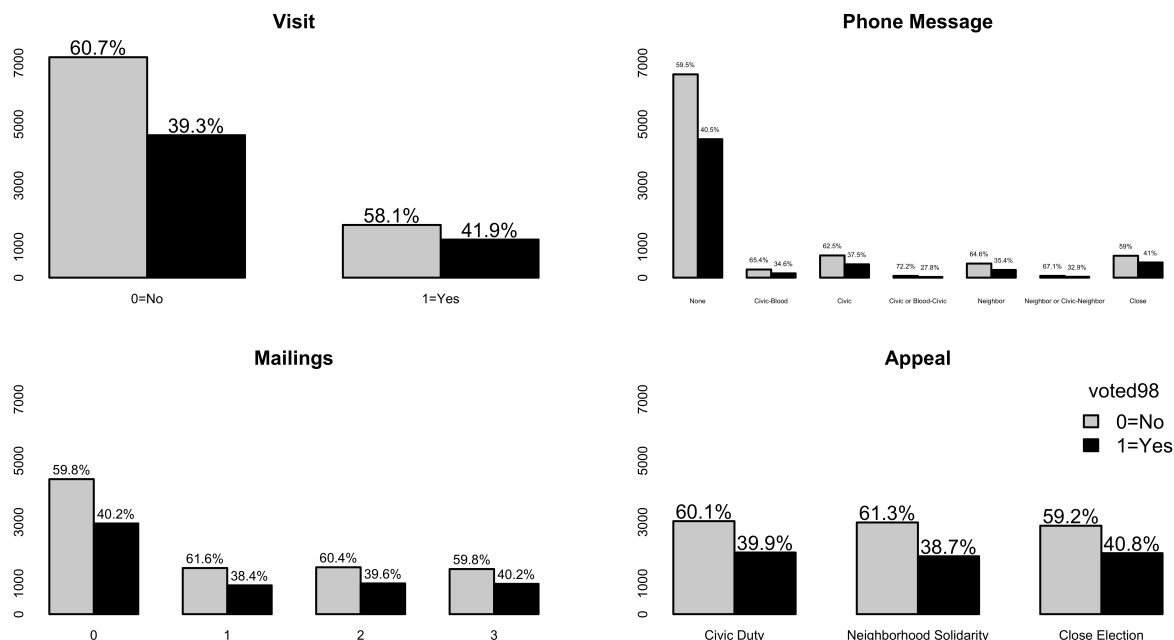 Visit
7000
5000
3000
1000
0
60.7%
39.3%
58.1%
41.9%
0=No
1=Yes
Phone Message
7000
5000
3000
1000
0
59.5%
40.5%
65.4%
34.6%
62.5%
37.5%
72.2%
27.8%
64.6%
35.4%
67.1%
32.9%
59%
41%
None
Civic-Blood
Civic
Civic or Blood-Civic
Neighbor
Neighbor or Civic-Neighbor
Close
Mailings
7000
5000
3000
1000
0
59.8%
40.2%
61.6%
38.4%
60.4%
39.6%
59.8%
40.2%
0
1
2
3
Appeal
7000
5000
3000
1000
0
voted98
0=No
1=Yes
60.1%
39.9%
61.3%
38.7%
59.2%
40.8%
Civic Duty
Neighborhood Solidarity
Close Election